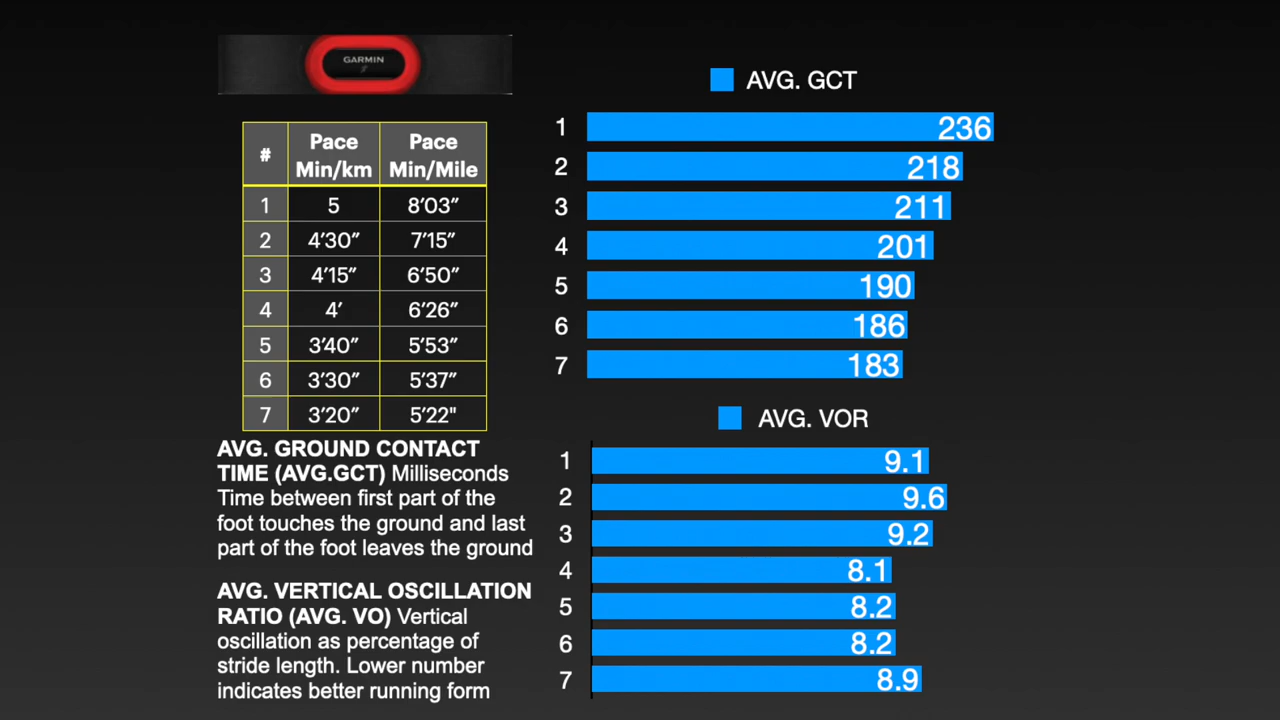 GARMIN
# Pace Min/km Pace Min/Mile
1 5 8’03”
2 4’30” 7’15”
3 4’15” 6’50”
4 4’ 6’26”
5 3’40” 5’53”
6 3’30” 5’37”
7 3’20” 5’22"
AVG. GROUND CONTACT
TIME (AVG.GCT) Milliseconds
Time between first part of the
foot touches the ground and last
part of the foot leaves the ground
AVG. VERTICAL OSCILLATION
RATIO (AVG. VO) Vertical
oscillation as percentage of
stride length. Lower number
indicates better running form
AVG. GCT
1 236
2 218
3 211
4 201
5 190
6 186
7 183
AVG. VOR
1 9.1
2 9.6
3 9.2
4 8.1
5 8.2
6 8.2
7 8.9